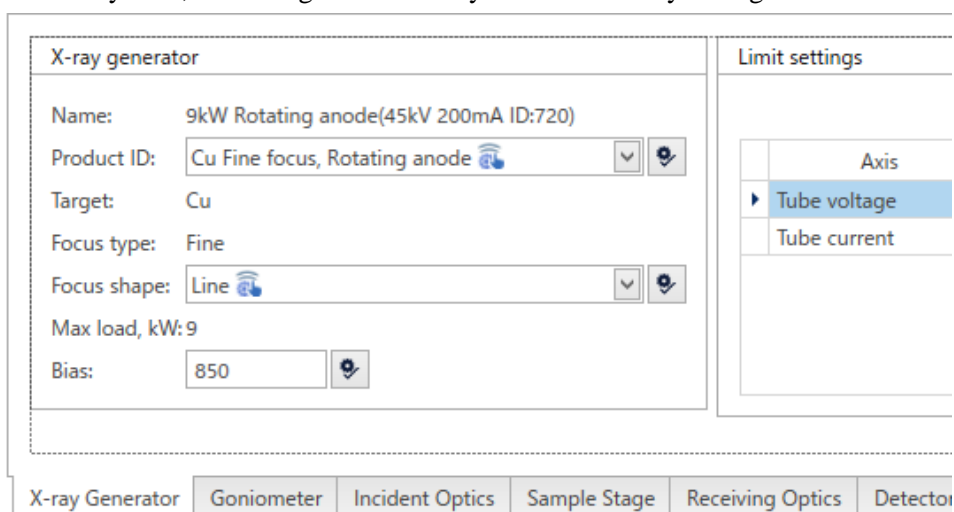 X-ray generator
Name: 9kW Rotating anode(45kV 200mA ID:720)
Product ID: Cu Fine focus, Rotating anode
Target: Cu
Focus type: Fine
Focus shape: Line
Max load, kW: 9
Bias: 850
Limit settings
Axis
Tube voltage
Tube current
X-ray Generator Goniometer Incident Optics Sample Stage Receiving Optics Detector